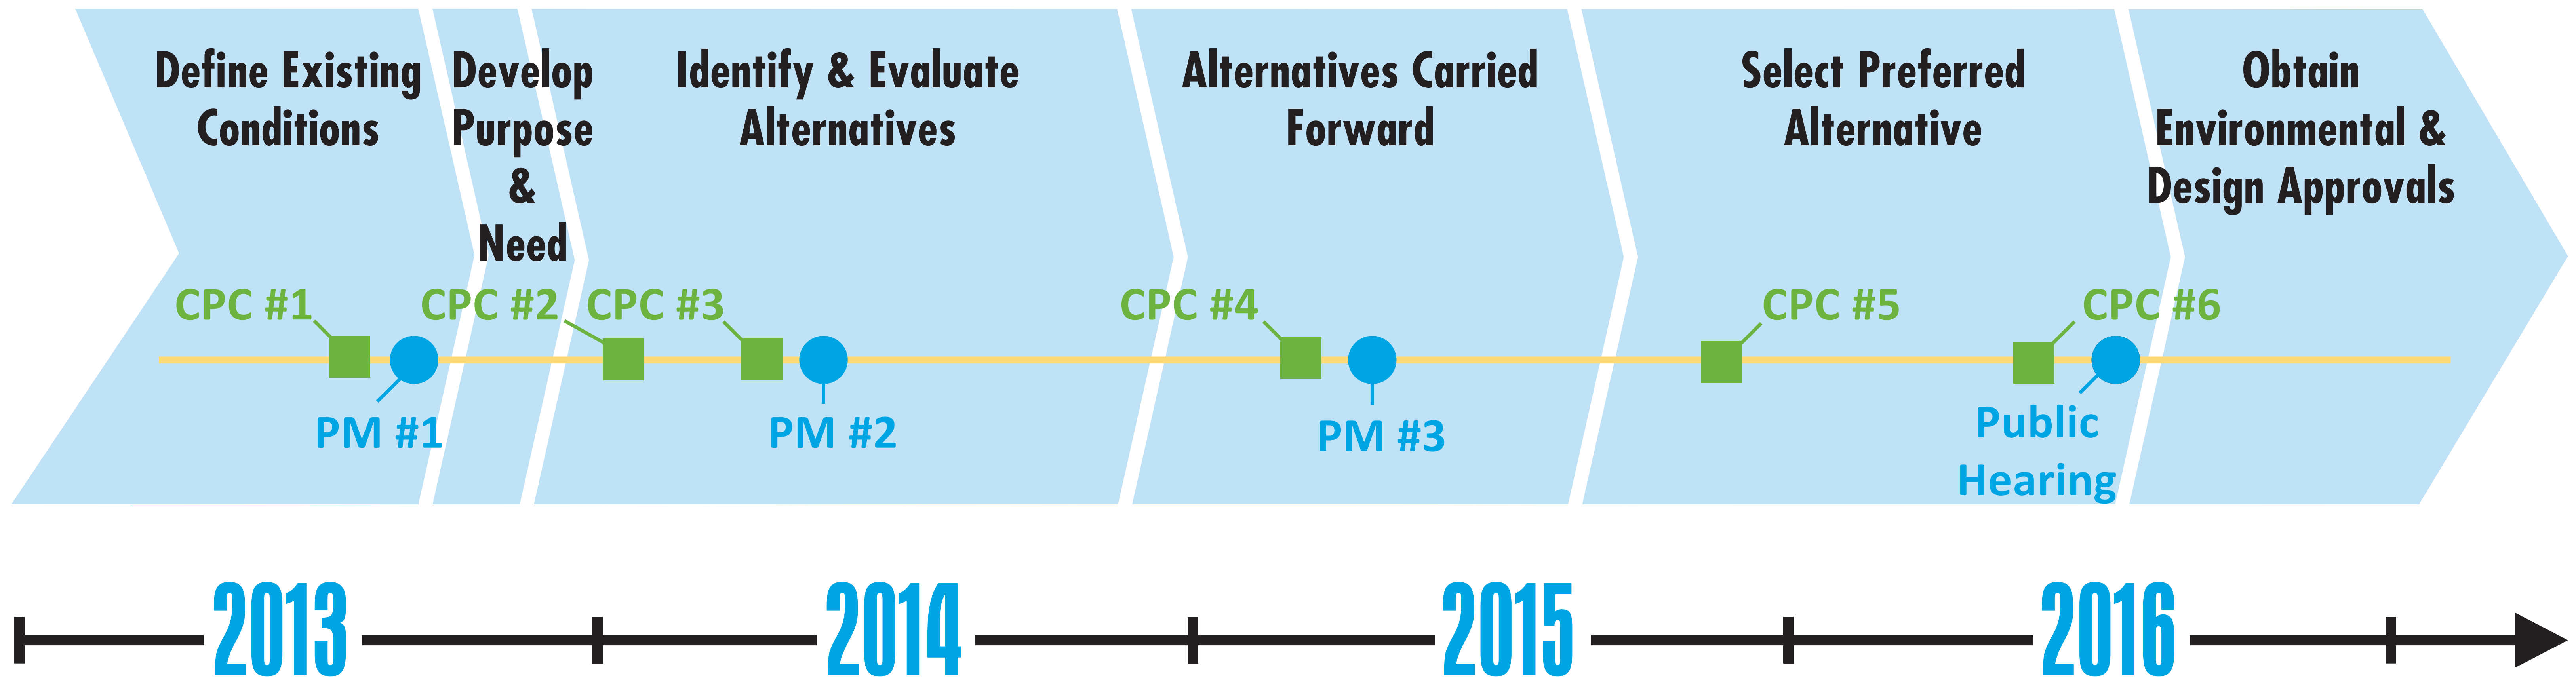 Define Existing
Conditions
Develop
Purpose
&
Need
Identify & Evaluate
Alternatives
Alternatives Carried
Forward
Select Preferred
Alternative
Obtain
Environmental &
Design Approvals
CPC #1
CPC #2
CPC #3
CPC #4
CPC #5
CPC #6
PM #1
PM #2
PM #3
Public
Hearing
2013
2014
2015
2016